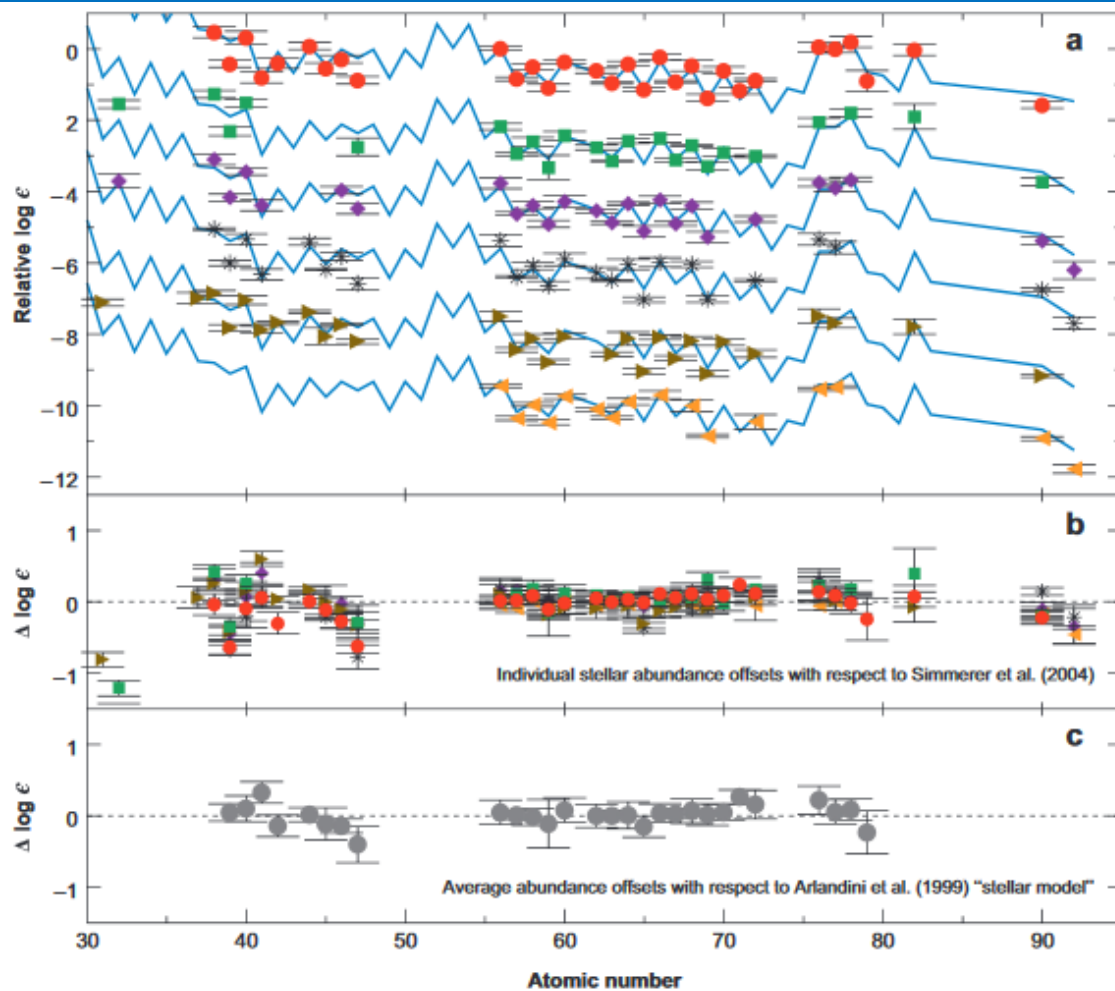 a
0
2
−4
−6
−8
−10
−12
Relative log ϵ
b
1
0
−1
Δ log ϵ
Individual stellar abundance offsets with respect to Simmerer et al. (2004)
c
1
0
−1
Δ log ϵ
Average abundance offsets with respect to Arlandini et al. (1999) “stellar model”
30 40 50 60 70 80 90
Atomic number